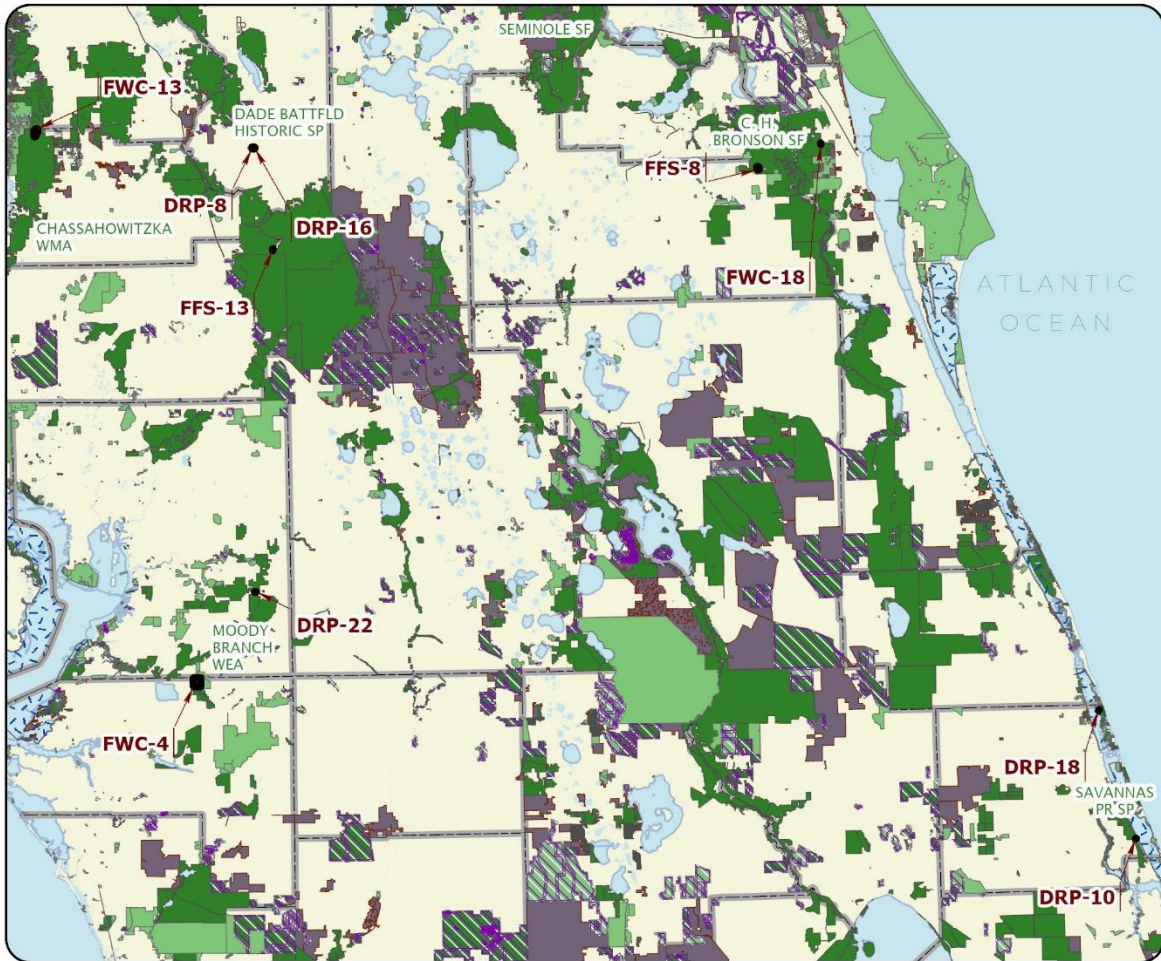 SEMINOLE SF
FWC-13
DADE BATTFLD
HISTORIC SP
C. H.
BRONSON SF
FFS-8
DRP-8
DRP-16
CHASSAHOWITZKA
WMA
FWC-18
ATLANTIC
OCEAN
FFS-13
DRP-22
MOODY
BRANCH
WEA
FWC-4
DRP-18
SAVANNAS
PR SP
DRP-10